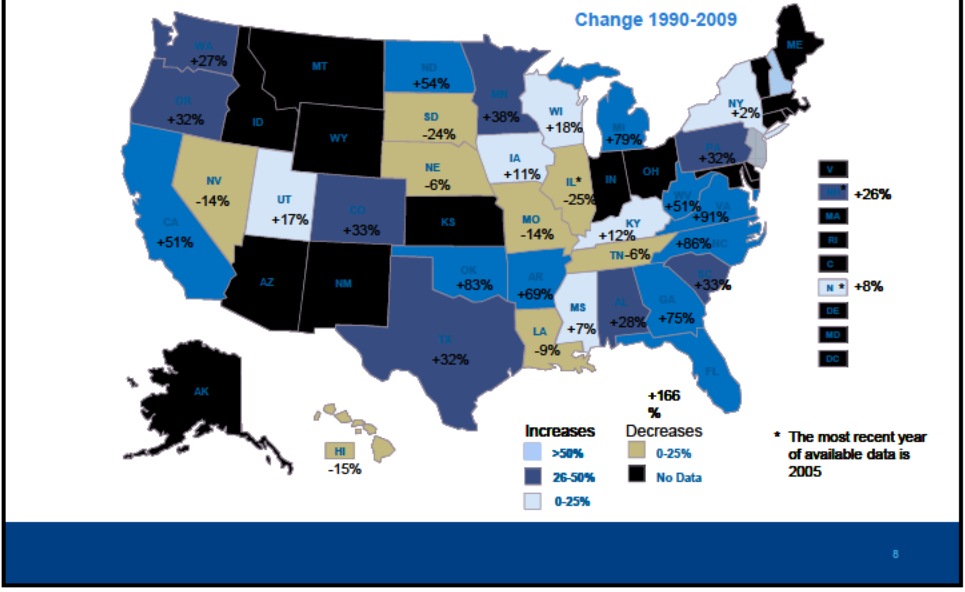 Change 1990-2009
WA
+27%
MT
ND
+54%
MN
+38%
ME
OR
+32%
ID
WY
SD
-24%
WI
+18%
MI
+79%
NY
+2%
PA
+32%
NV
-14%
UT
+17%
CO
+33%
NE
-6%
IA
+11%
IL*
-25%
IN
OH
WV
+51%
VA
+91%
CA
+51%
KS
MO
-14%
KY
+12%
TN -6%
+86% NC
AZ
NM
OK
+83%
AR
+69%
MS
+7%
AL
+28%
GA
+75%
SC
+33%
TX
+32%
LA
-9%
FL
+166
%
AK
HI
-15%
V
* +26%
MA
RI
C
N * +8%
DE
MD
DC
Increases
>50%
26-50%
0-25%
Decreases
0-25%
No Data
* The most recent year
of available data is
2005
8